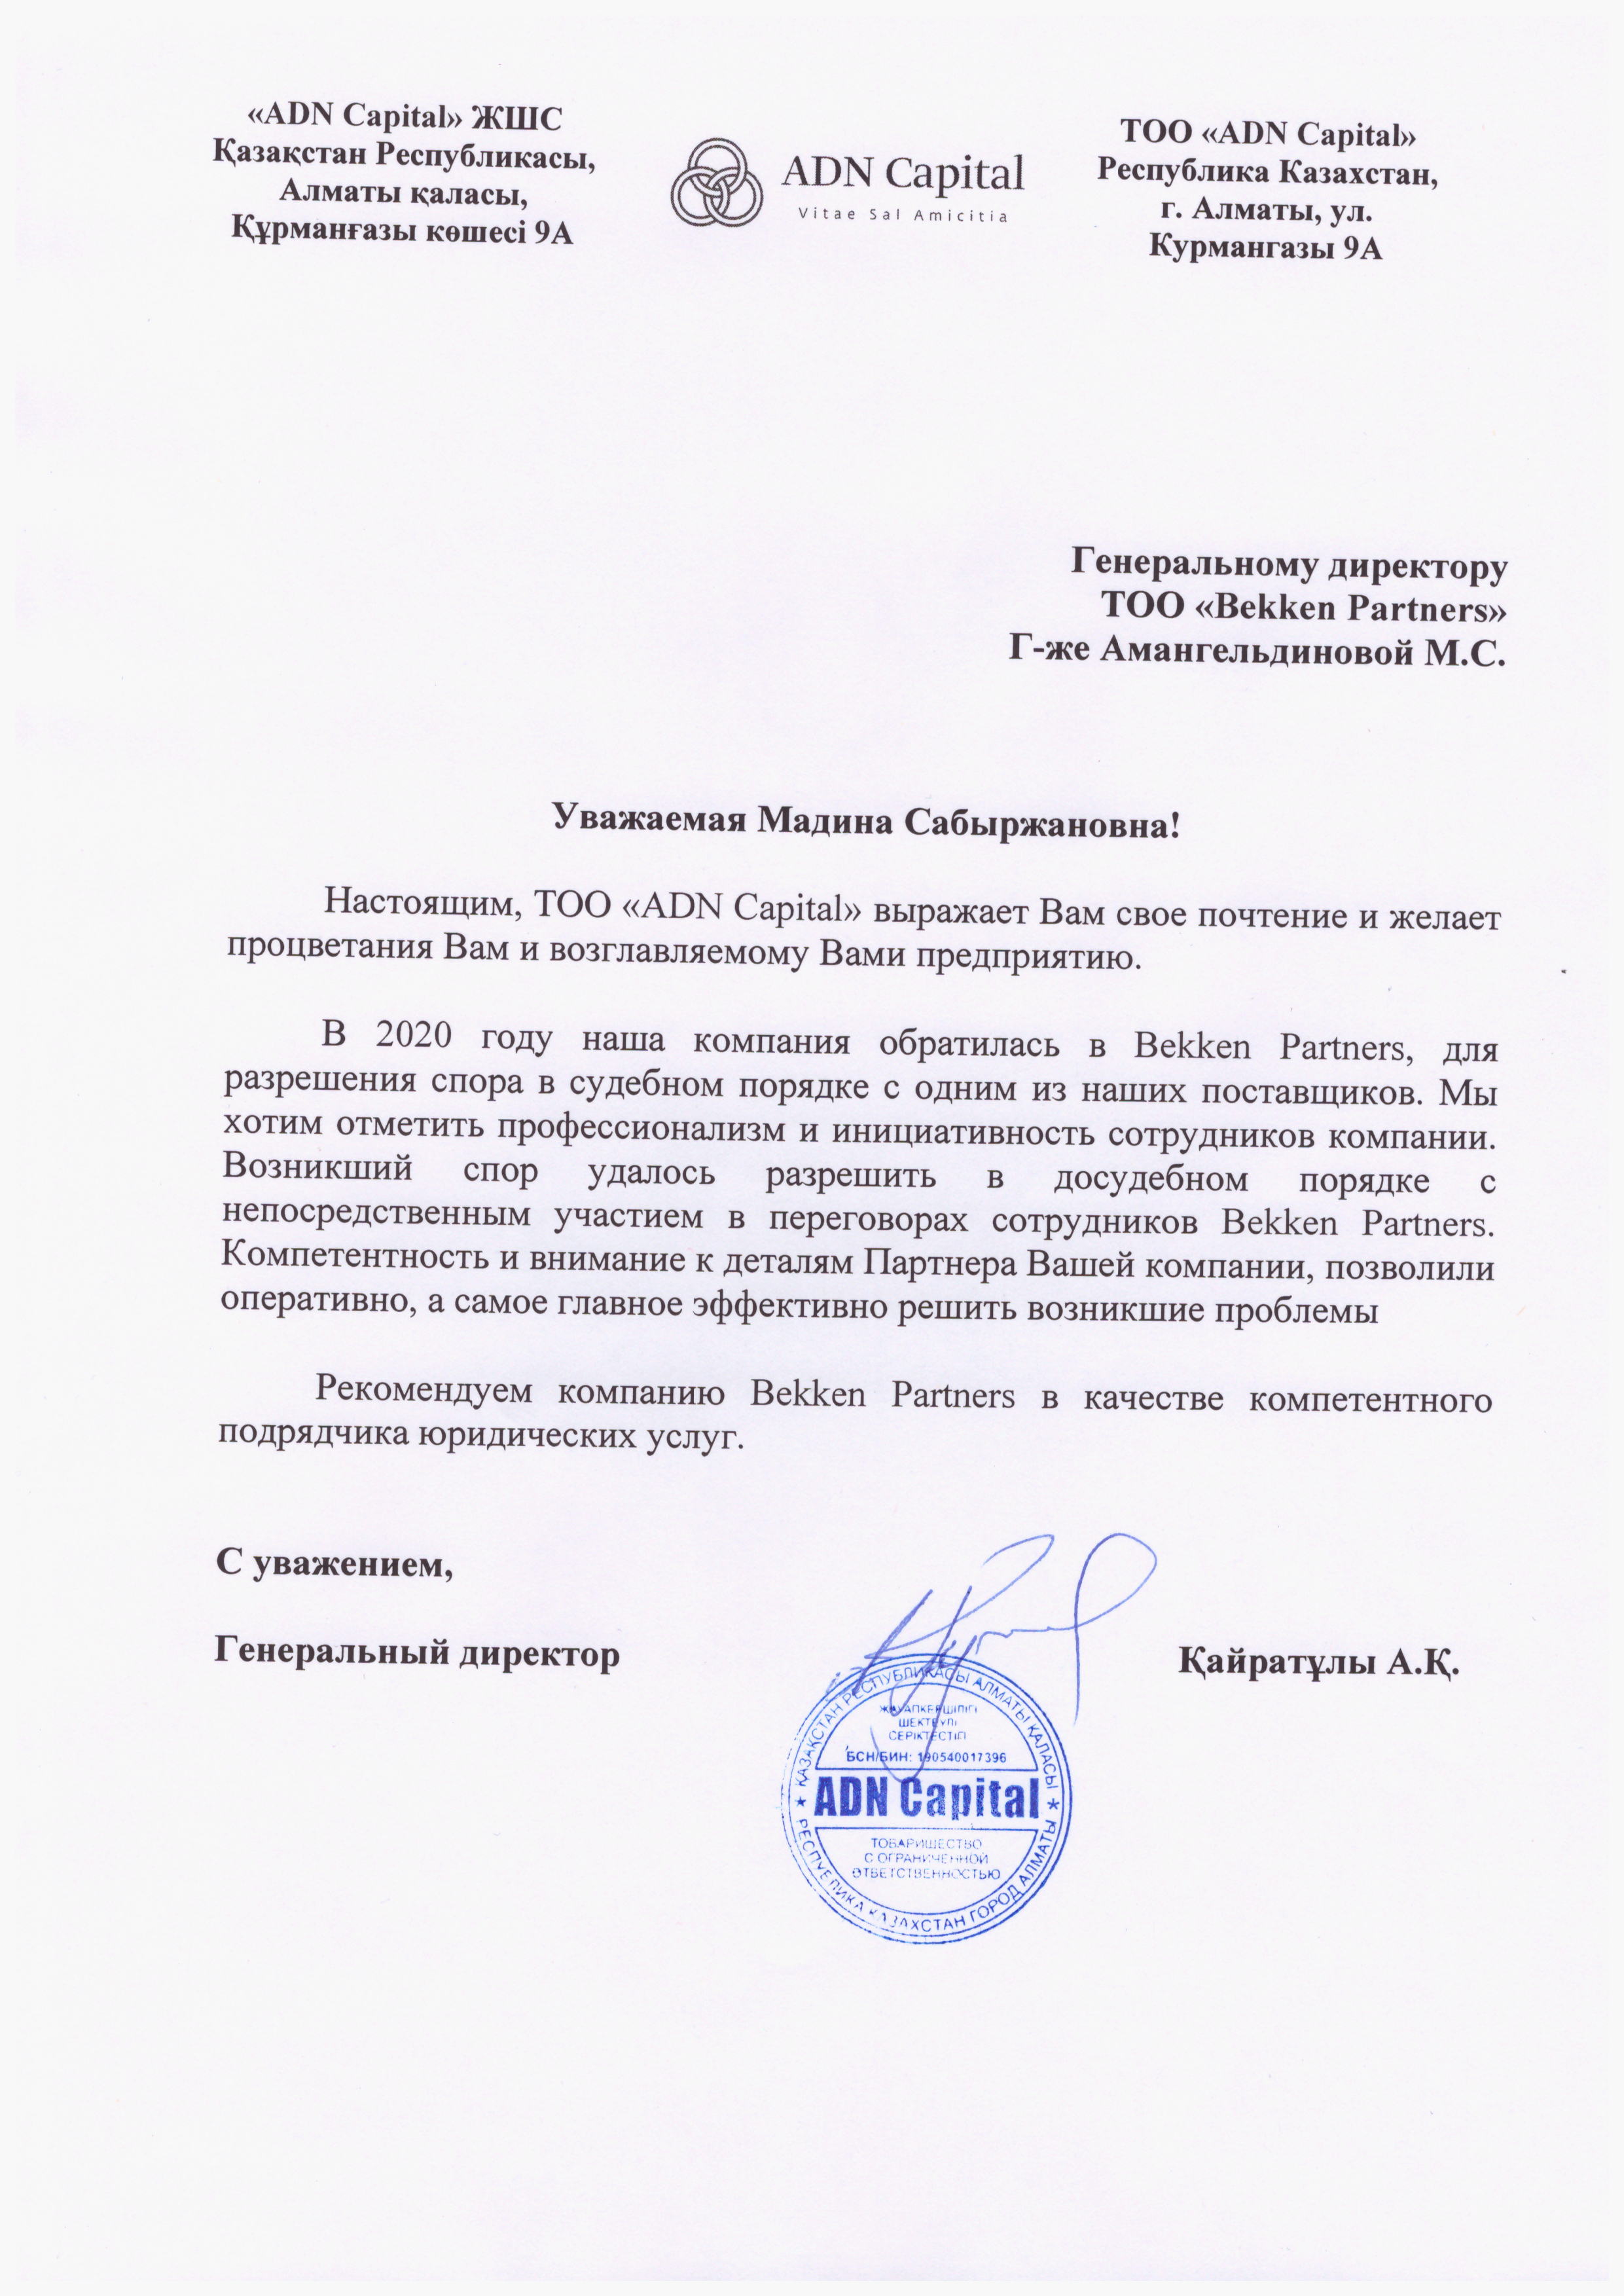 «ADN Capital» ЖШС
Қазақстан Республикасы,
Алматы қаласы,
Құрманғазы көшесі 9А
ADN Capital
Vitae Sal Amicitia
ТОО «ADN Capital»
Республика Казахстан,
г. Алматы, ул.
Курмангазы 9А
Генеральному директору
ТОО «Bekken Partners»
Г-же Амангельдиновой М.С.
Уважаемая Мадина Сабыржановна!
Настоящим, ТОО «ADN Capital» выражает Вам свое почтение и желает
процветания Вам и возглавляемому Вами предприятию.
В 2020 году наша компания обратилась в Bekken Partners, для
разрешения спора в судебном порядке с одним из наших поставщиков. Мы
хотим отметить профессионализм и инициативность сотрудников компании.
Возникший спор удалось разрешить в досудебном порядке с
непосредственным участием в переговорах сотрудников Bekken Partners.
Компетентность и внимание к деталям Партнера Вашей компании, позволили
оперативно, а самое главное эффективно решить возникшие проблемы
Рекомендуем компанию Bekken Partners в качестве компетентного
подрядчика юридических услуг.
С уважением,
Генеральный директор
Қайратұлы А.Қ.
ҚАЗАҚСТАН РЕСПУБЛИКАСЫ АЛМАТЫ ҚАЛАСЫ
ЖАУАПКЕРШІЛІГІ
ШЕКТЕУЛІ
СЕРІКТЕСТІГІ
БСН/БИН: 190540017396
ADN Capital
ТОВАРИЩЕСТВО
С ОГРАНИЧЕННОЙ
ОТВЕТСТВЕННОСТЬЮ
РЕСПУБЛИКА КАЗАХСТАН ГОРОД АЛМАТЫ